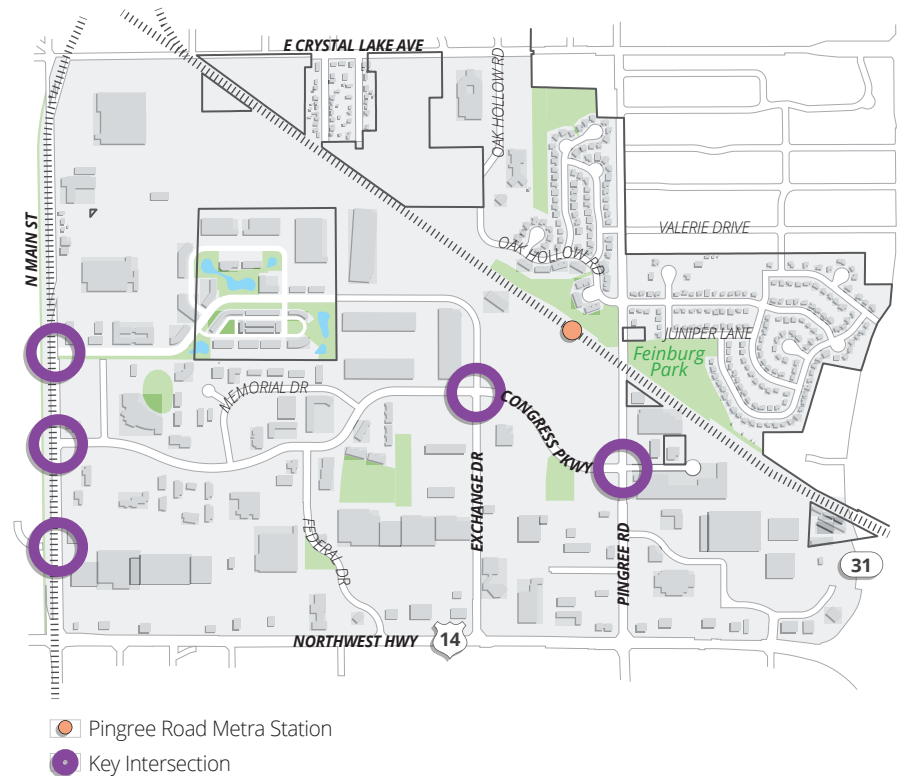 E CRYSTAL LAKE AVE
OAK HOLLOW RD
N MAIN ST
VALERIE DRIVE
OAK HOLLOW RD
JUNIPER LANE
Feinburg
Park
MEMORIAL DR
CONGRESS PKWY
EXCHANGE DR
FEDERAL DR
PINGREE RD
31
NORTHWEST HWY
14
Pingree Road Metra Station
Key Intersection